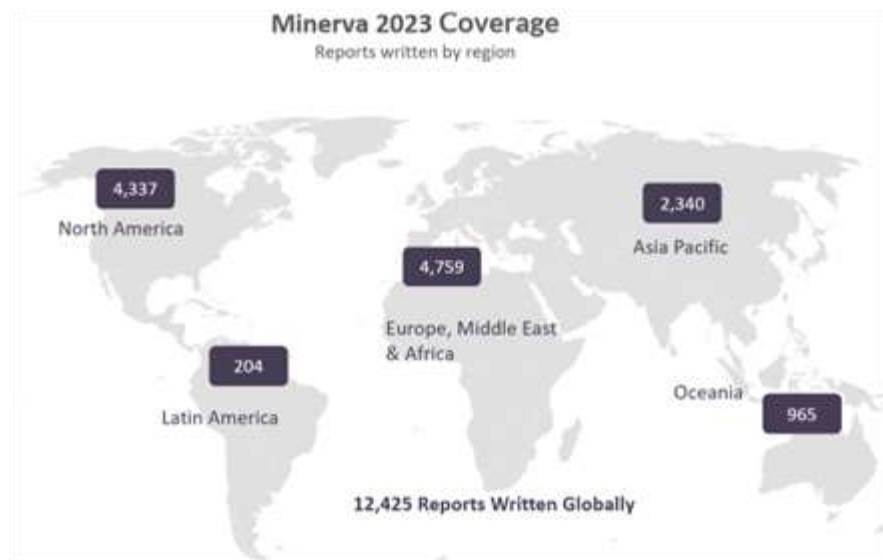 Minerva 2023 Coverage
Reports written by region
4,337
North America
2,340
Asia Pacific
4,759
Europe, Middle East
& Africa
204
Latin America
Oceania
965
12,425 Reports Written Globally